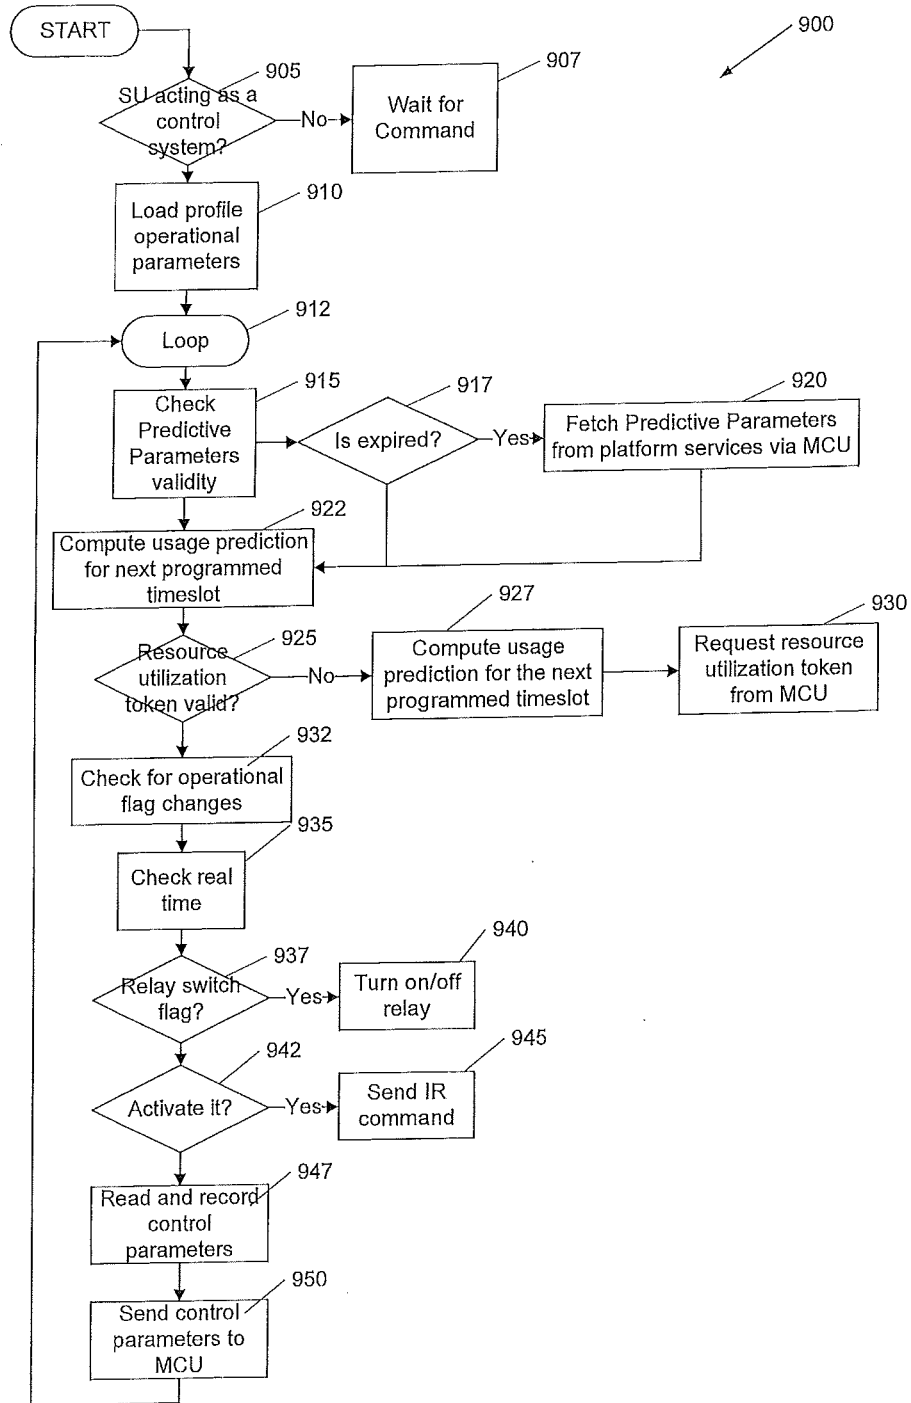 START
900
905
SU acting as a
control
system?
No
907
Wait for
Command
910
Load profile
operational
parameters
912
Loop
915
Check
Predictive
Parameters
validity
917
Is expired?
Yes
920
Fetch Predictive Parameters
from platform services via MCU
922
Compute usage prediction
for next programmed
timeslot
925
Resource
utilization
token valid?
No
927
Compute usage
prediction for the next
programmed timeslot
930
Request resource
utilization token
from MCU
932
Check for operational
flag changes
935
Check real
time
937
Relay switch
flag?
Yes
940
Turn on/off
relay
942
Activate it?
Yes
945
Send IR
command
947
Read and record
control
parameters
950
Send control
parameters to
MCU